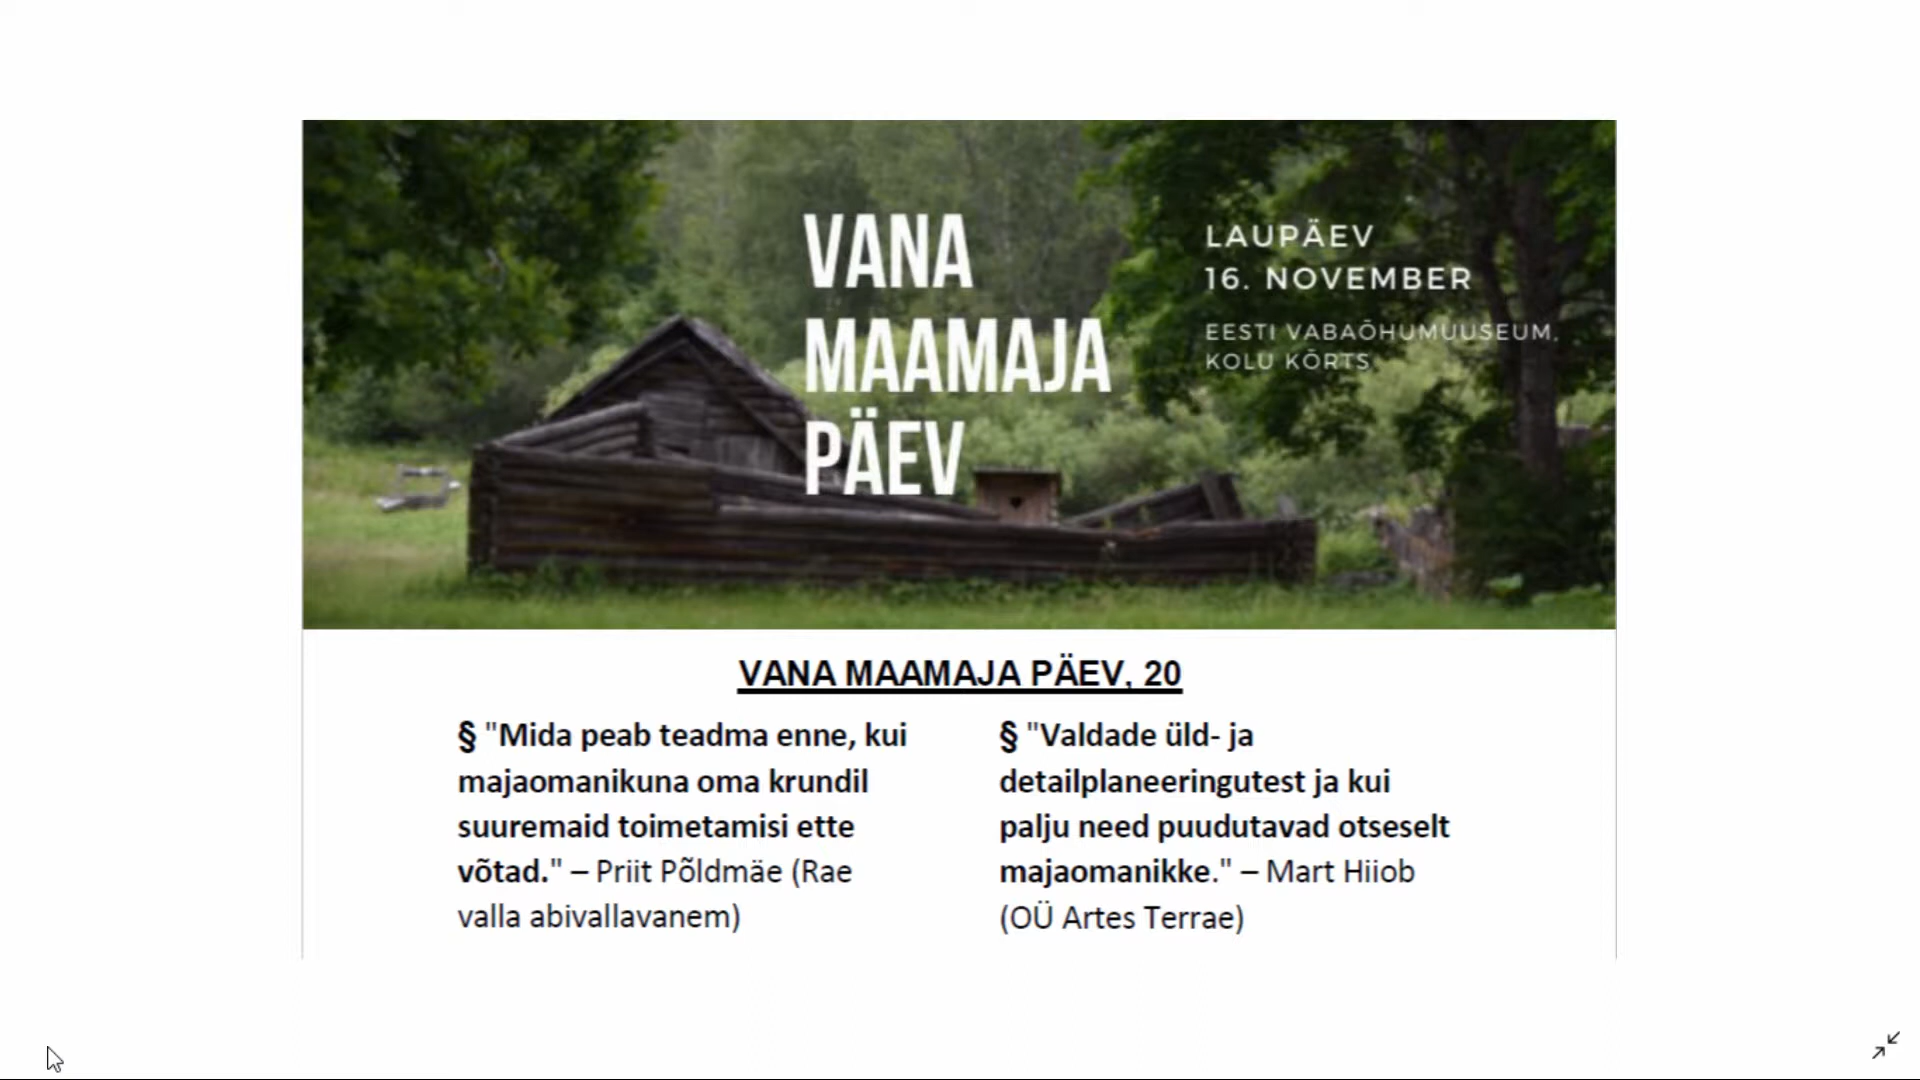 VANA
MAAMAJA
PÄEV
LAUPÄEV
16. NOVEMBER
EESTI VABAÕHUMUUSEUM,
KOLU KÕRTS
VANA MAAMAJA PÄEV, 20
§ "Mida peab teadma enne, kui
majaomanikuna oma krundil
suuremaid toimetamisi ette
võtad." – Priit Põldmäe (Rae
valla abivallavanem)
§ "Valdade üld- ja
detailplaneeringutest ja kui
palju need puudutavad otseselt
majaomanikke." – Mart Hiiob
(OÜ Artes Terrae)